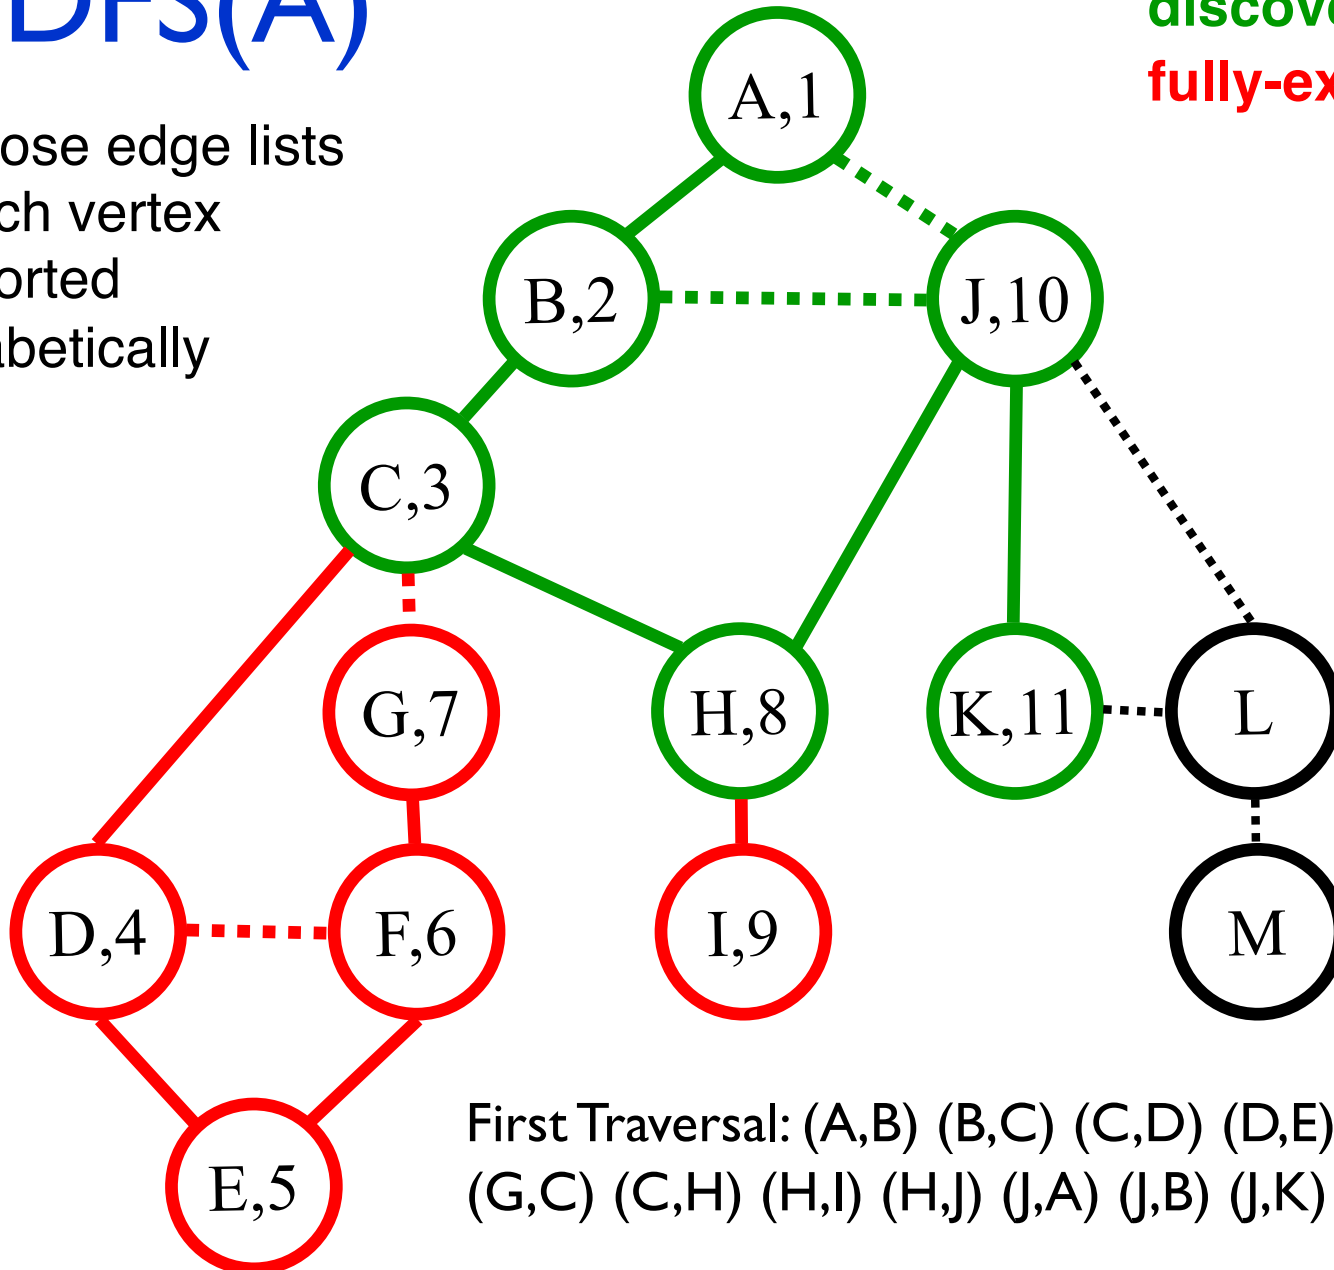 DFS(A)
discov
fully-ex
ose edge lists
ch vertex
orted
abetically
A,1
B,2
J,10
C,3
G,7
H,8
K,11
L
D,4
F,6
I,9
M
E,5
First Traversal: (A,B) (B,C) (C,D) (D,E)
(G,C) (C,H) (H,I) (H,J) (J,A) (J,B) (J,K)